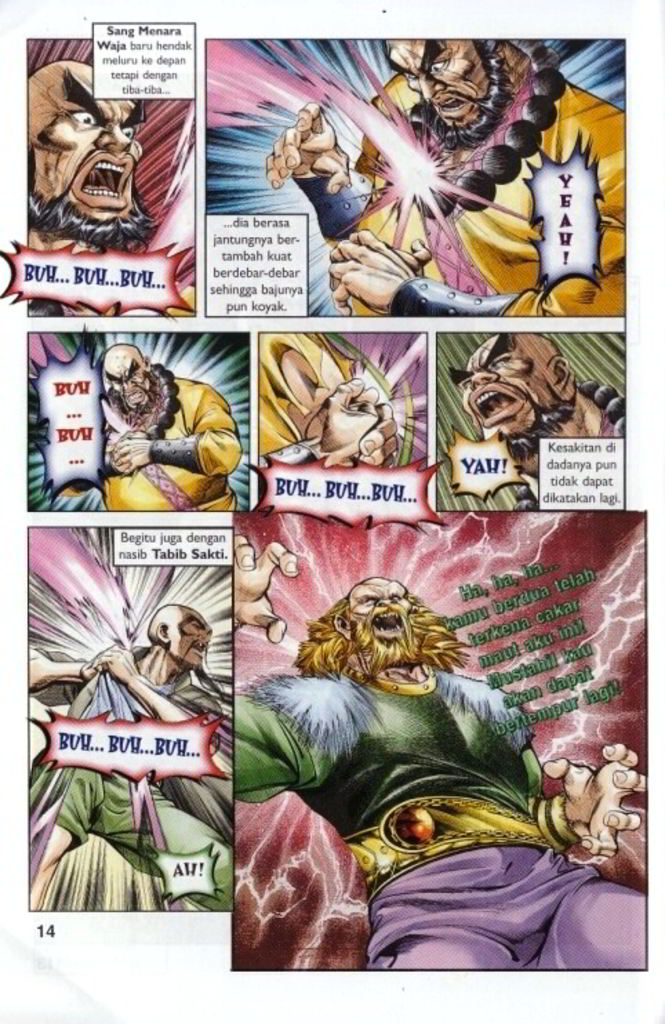 Sang Menara
Waja baru hendak
meluru ke depan
tetapi dengan
tiba-tiba...
BUH... BUH...BUH...
...dia berasa
jantungnya ber-
tambah kuat
berdebar-debar
sehingga bajunya
pun koyak.
YEAH!
BUH
...
BUH
...
BUH... BUH...BUH...
YAH!
Kesakitan di
dadanya pun
tidak dapat
dikatakan lagi.
Begitu juga dengan
nasib Tabib Sakti.
BUH... BUH...BUH...
AH!
Ha, ha, ha...
kamu berdua telah
terkena cakar
maut aku ini!
Mustahil kau
akan dapat
bertempur lagi!
14